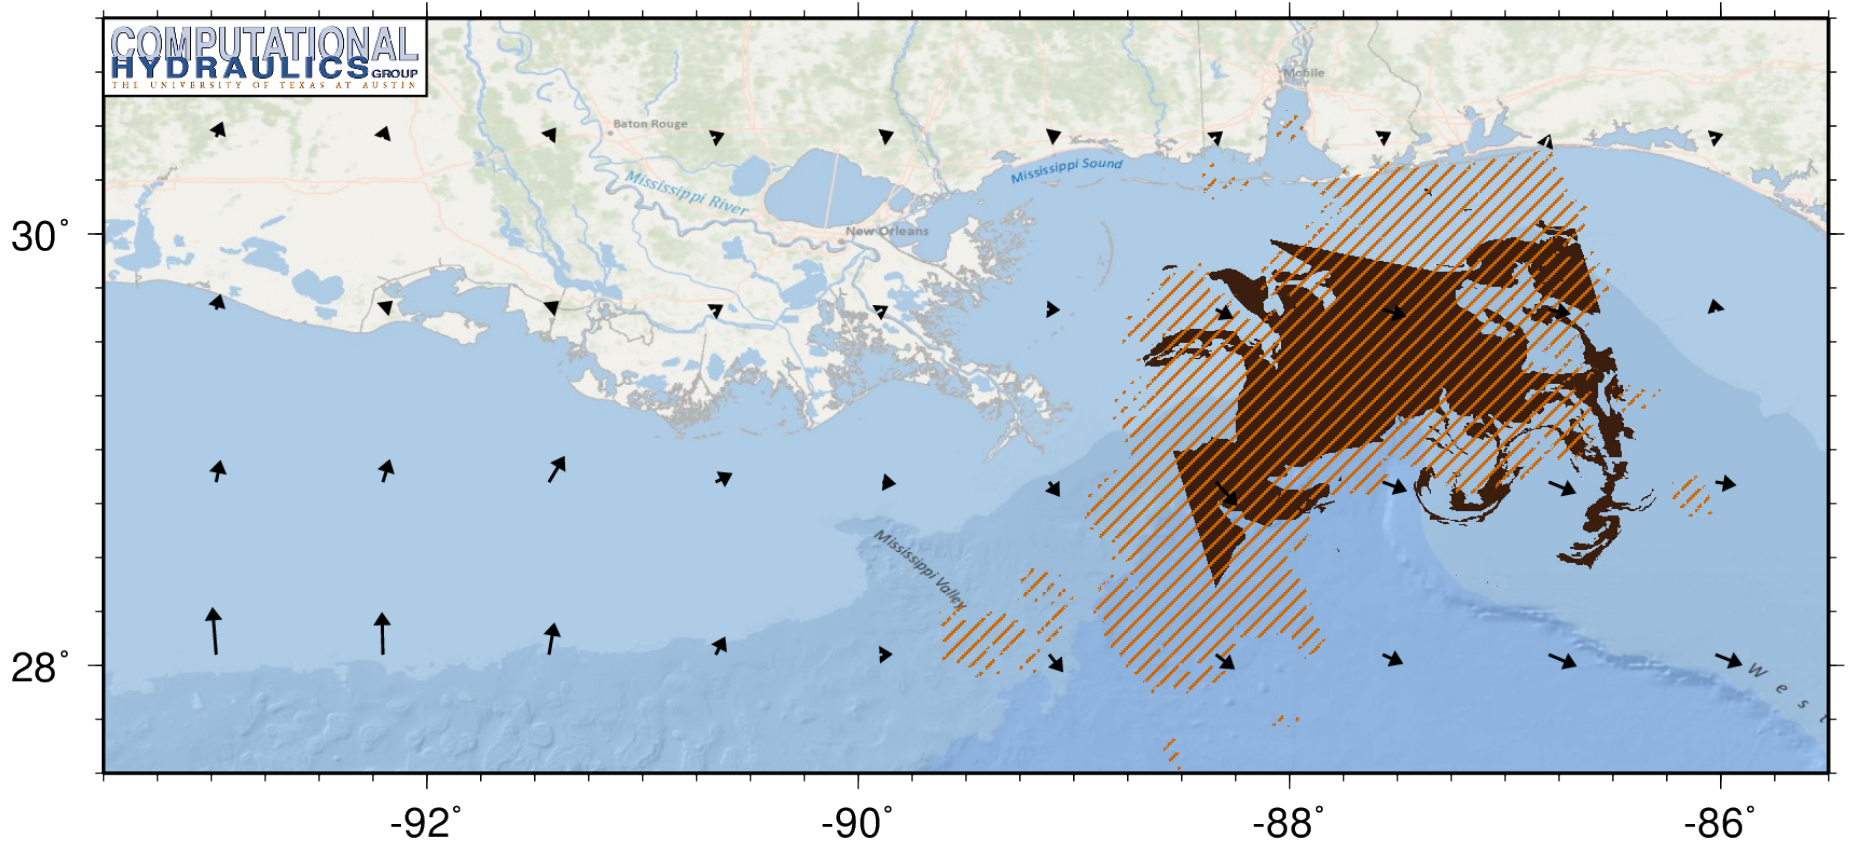 COMPUTATIONAL
HYDRAULICS GROUP
THE UNIVERSITY OF TEXAS AT AUSTIN
Mobile
Baton Rouge
Mississippi Sound
Mississippi River
New Orleans
30°
Mississippi Valley
28°
W e s t
-92°
-90°
-88°
-86°